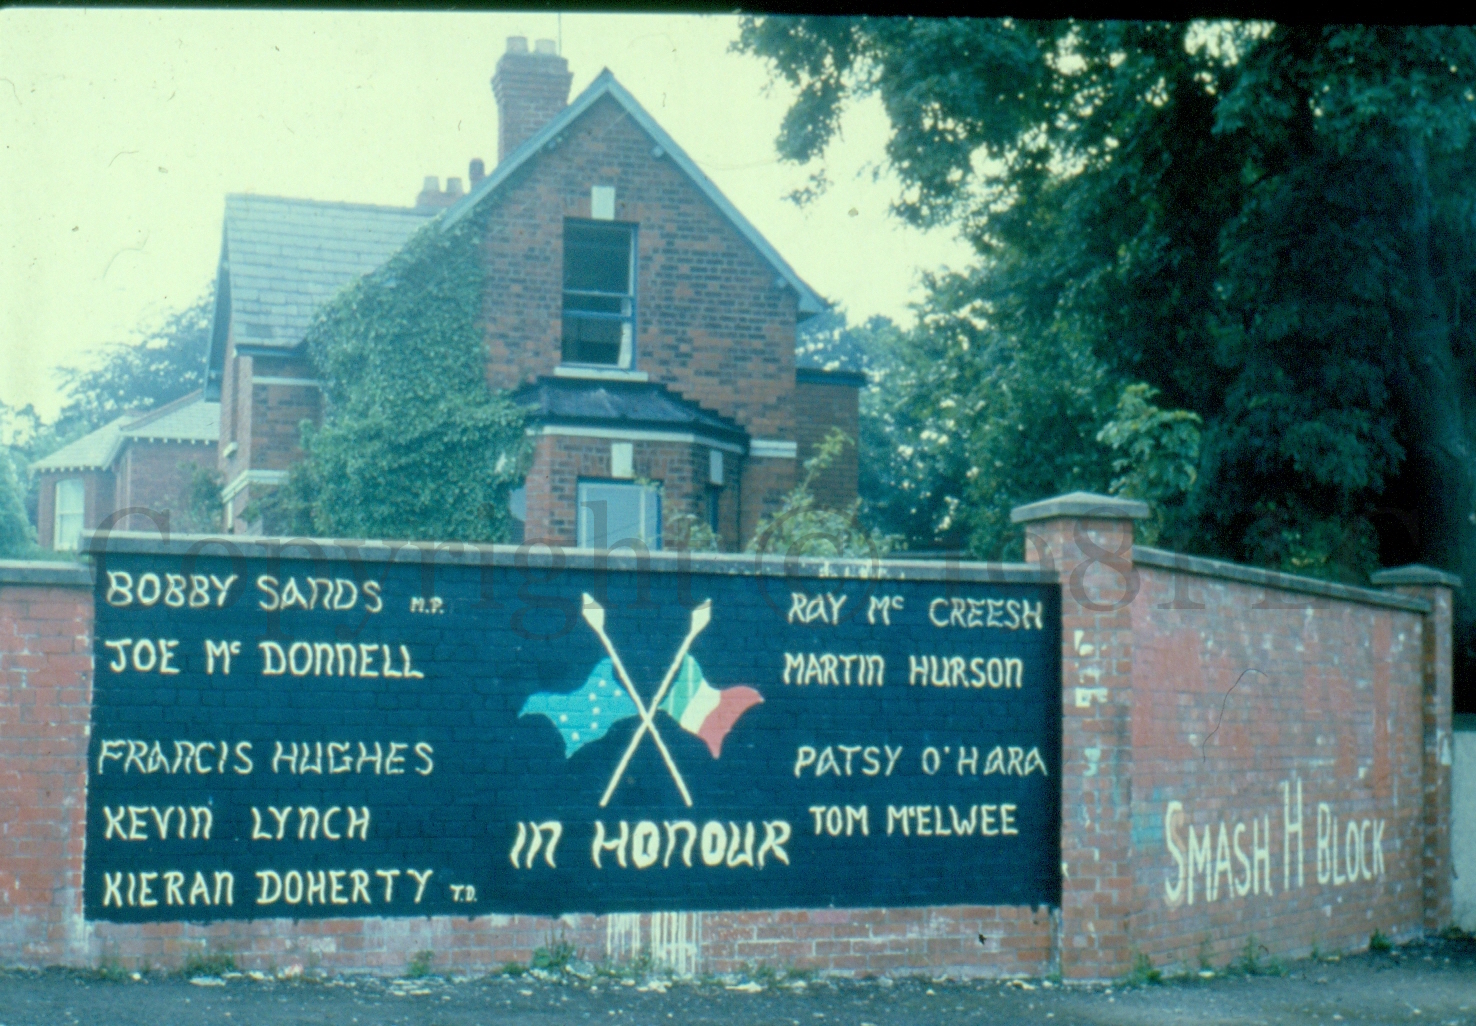 BOBBY SANDS M.P.
JOE Mc DONNELL
FRANCIS HUGHES
KEVIN LYNCH
KIERAN DOHERTY T.D.
IN HONOUR
RAY Mc CREESH
MARTIN HURSON
PATSY O'HARA
TOM McELWEE
SMASH H BLOCK
Copyright ©